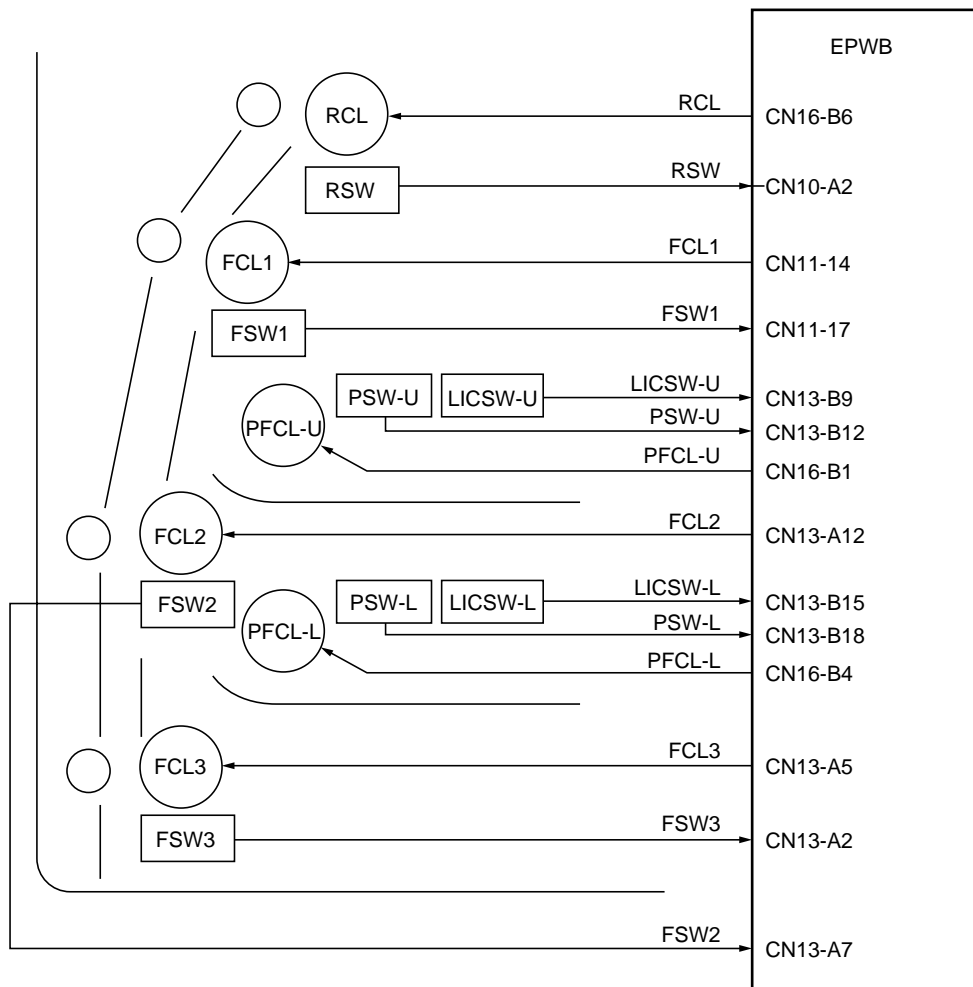 EPWB
RCL
RCL
CN16-B6
RSW
RSW
CN10-A2
FCL1
FCL1
CN11-14
FSW1
FSW1
CN11-17
PSW-U
LICSW-U
LICSW-U
CN13-B9
PFCL-U
PSW-U
CN13-B12
PFCL-U
CN16-B1
FCL2
FCL2
CN13-A12
FSW2
PSW-L
LICSW-L
LICSW-L
CN13-B15
PFCL-L
PSW-L
CN13-B18
PFCL-L
CN16-B4
FCL3
FCL3
CN13-A5
FSW3
FSW3
CN13-A2
FSW2
CN13-A7